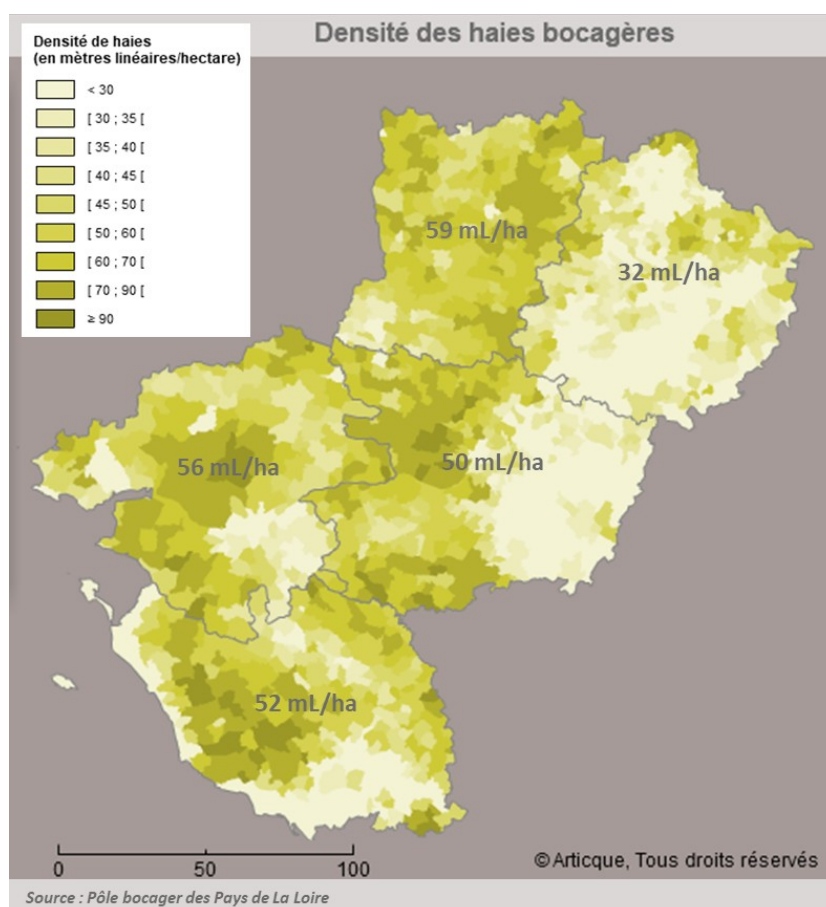 Densité des haies bocagères
Densité de haies
(en mètres linéaires/hectare)
< 30
[ 30 ; 35 [
[ 35 ; 40 [
[ 40 ; 45 [
[ 45 ; 50 [
[ 50 ; 60 [
[ 60 ; 70 [
[ 70 ; 90 [
≥ 90
59 mL/ha
32 mL/ha
56 mL/ha
50 mL/ha
52 mL/ha
0 50 100
©Articque, Tous droits réservés
Source : Pôle bocager des Pays de La Loire